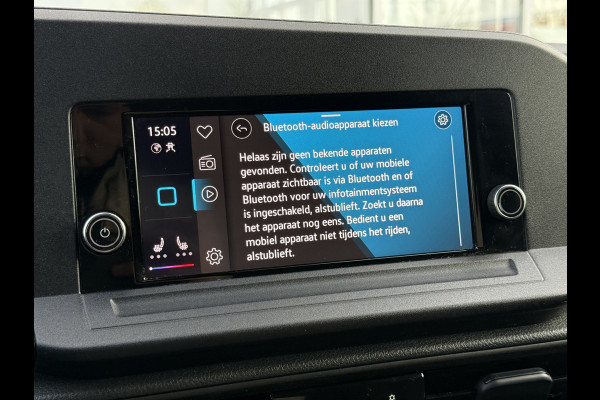 15:05
Bluetooth-audioapparaat kiezen
Helaas zijn geen bekende apparaten
gevonden. Controleert u of uw mobiele
apparaat zichtbaar is via Bluetooth en of
Bluetooth voor uw infotainmentsysteem
is ingeschakeld, alstublieft. Zoekt u daarna
het apparaat nog eens. Bedient u een
mobiel apparaat niet tijdens het rijden,
alstublieft.